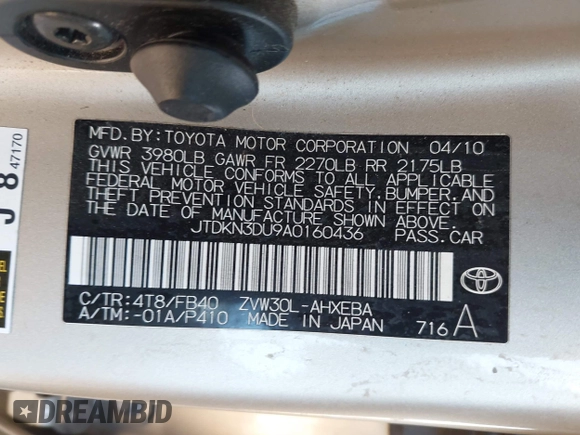 MFD.BY:TOYOTA MOTOR CORPORATION 04/10
GVWR 3980LB GAWR FR 2270LB RR 2175LB
THIS VEHICLE CONFORMS TO ALL APPLICABLE
FEDERAL MOTOR VEHICLE SAFETY,BUMPER,AND
THEFT PREVENTION STANDARDS IN EFFECT ON
THE DATE OF MANUFACTURE SHOWN ABOVE.
JTDKN3DU9A0160436 PASS.CAR
C/TR:4T8/FB40 ZVW30L-AHXEBA
A/TM:-01A/P410 MADE IN JAPAN 716 A
J 8 47170
DREAMBID